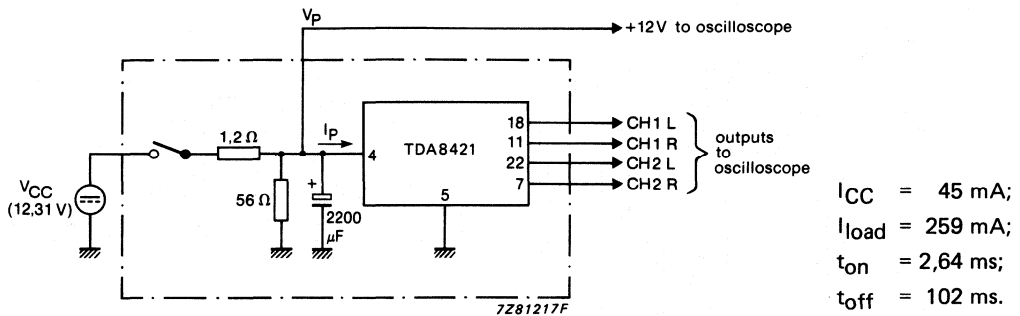 VP
+12V to oscilloscope
1,2 Ω
IP
4
TDA8421
18
CH1 L
11
CH1 R
22
CH2 L
7
CH2 R
outputs
to
oscilloscope
VCC
(12,31 V)
56 Ω
+
2200
μF
5
7Z81217F
ICC = 45 mA;
Iload = 259 mA;
ton = 2,64 ms;
toff = 102 ms.